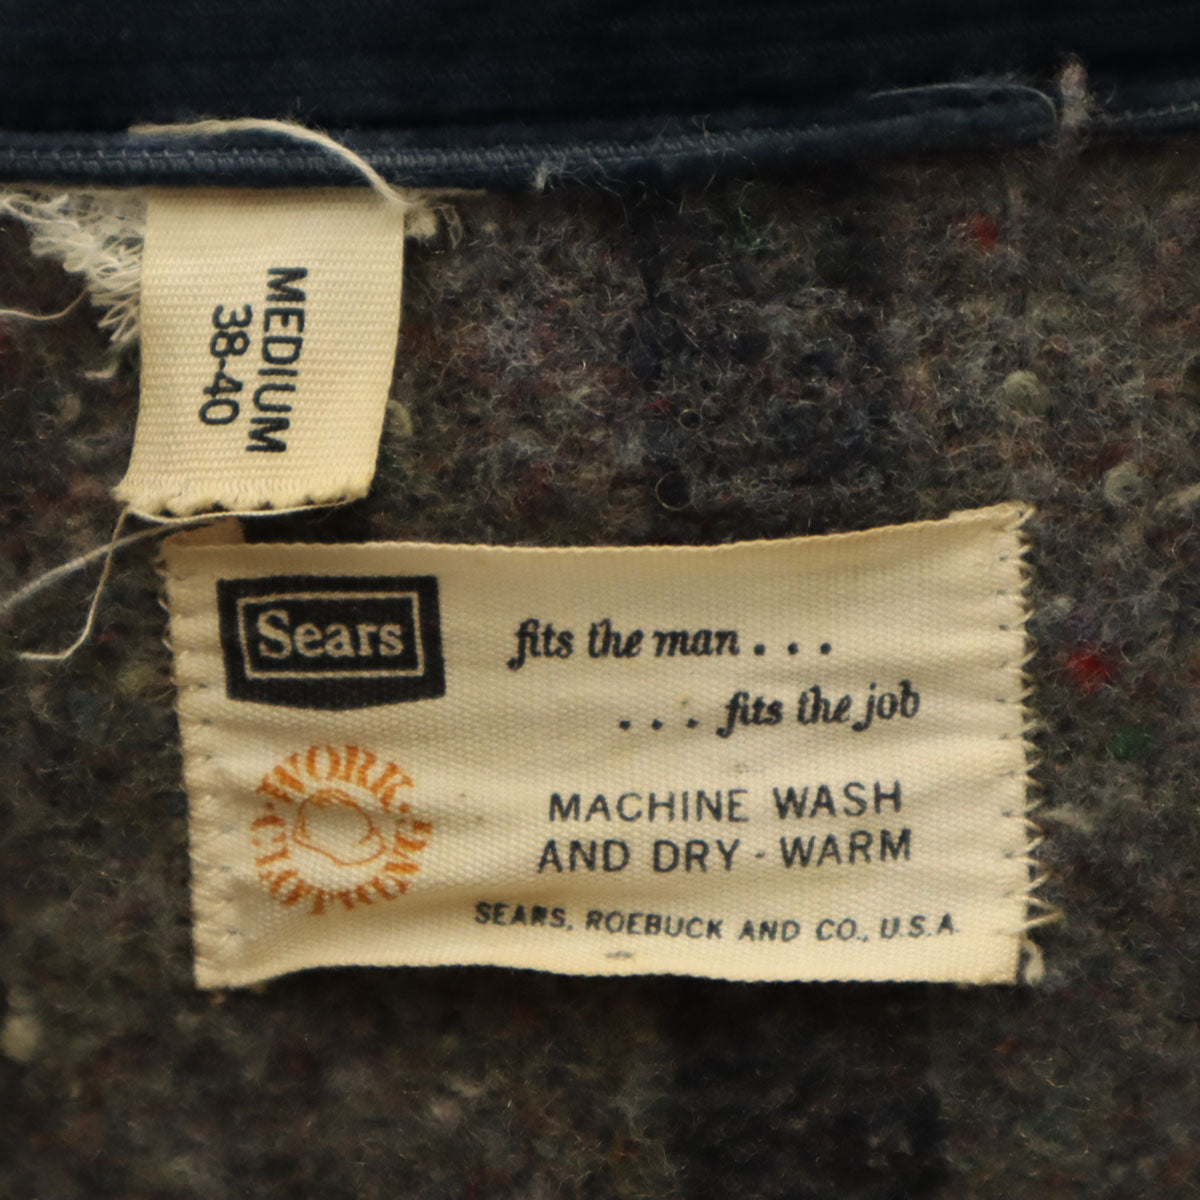 MEDIUM
38-40
Sears
fits the man . . .
. . . fits the job
WORK • CLOTHING •
MACHINE WASH
AND DRY - WARM
SEARS, ROEBUCK AND CO., U.S.A.